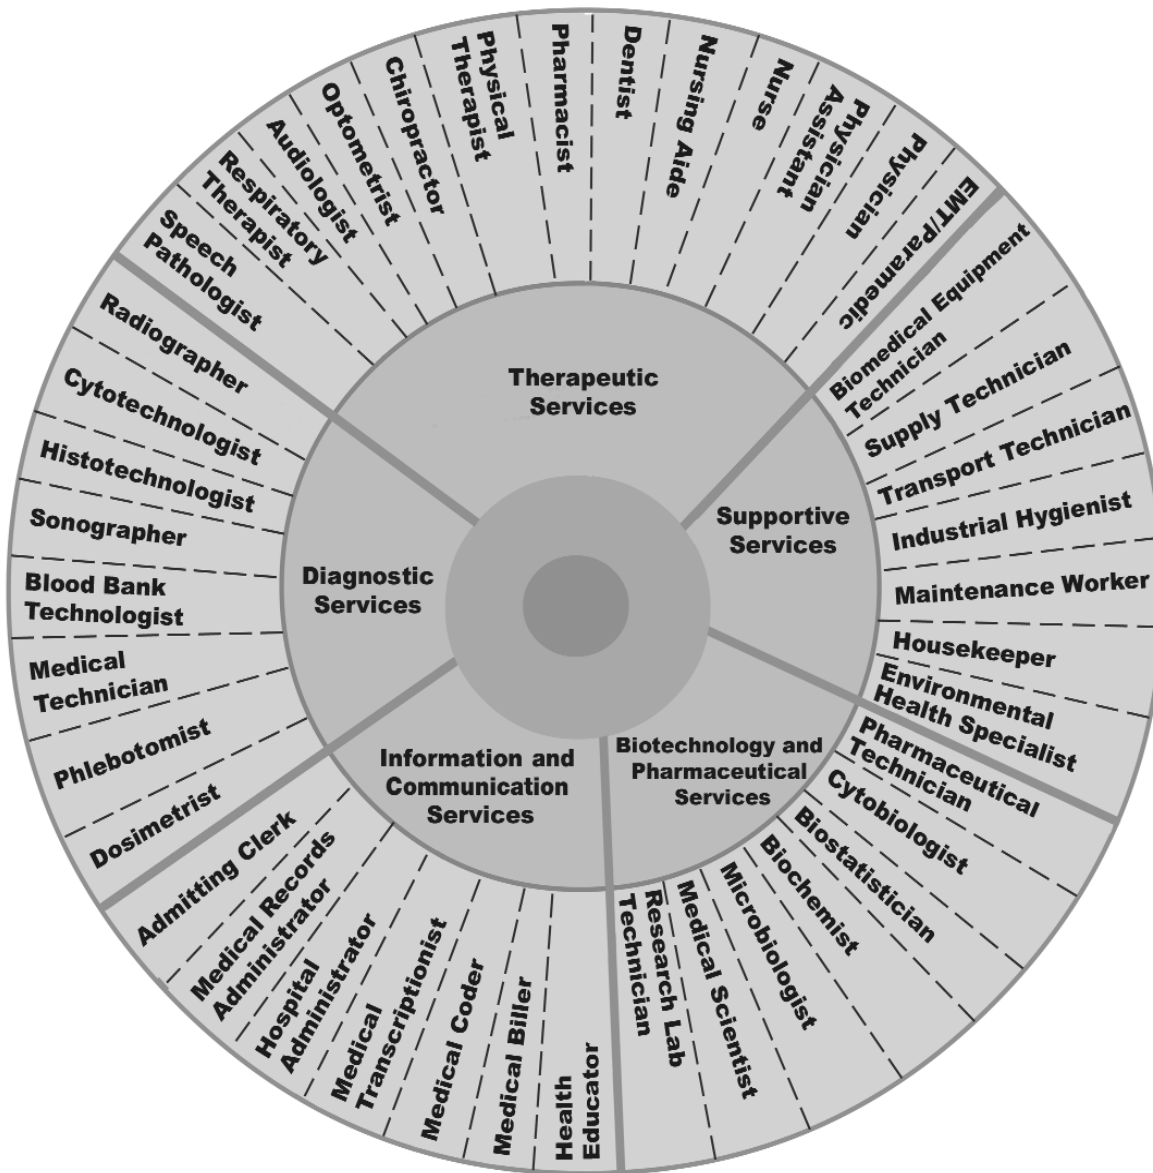 Therapeutic
Services
Supportive
Services
Biotechnology and
Pharmaceutical
Services
Information and
Communication
Services
Diagnostic
Services
Speech
Pathologist
Respiratory
Therapist
Audiologist
Optometrist
Chiropractor
Physical
Therapist
Pharmacist
Dentist
Nursing Aide
Nurse
Physician
Assistant
Physician
EMT/Paramedic
Biomedical Equipment
Technician
Supply Technician
Transport Technician
Industrial Hygienist
Maintenance Worker
Housekeeper
Environmental
Health Specialist
Pharmaceutical
Technician
Cytobiologist
Biostatistician
Biochemist
Microbiologist
Medical Scientist
Research Lab
Technician
Health
Educator
Medical Biller
Medical Coder
Medical
Transcriptionist
Hospital
Administrator
Medical Records
Administrator
Admitting Clerk
Dosimetrist
Phlebotomist
Medical
Technician
Blood Bank
Technologist
Sonographer
Histotechnologist
Cytotechnologist
Radiographer